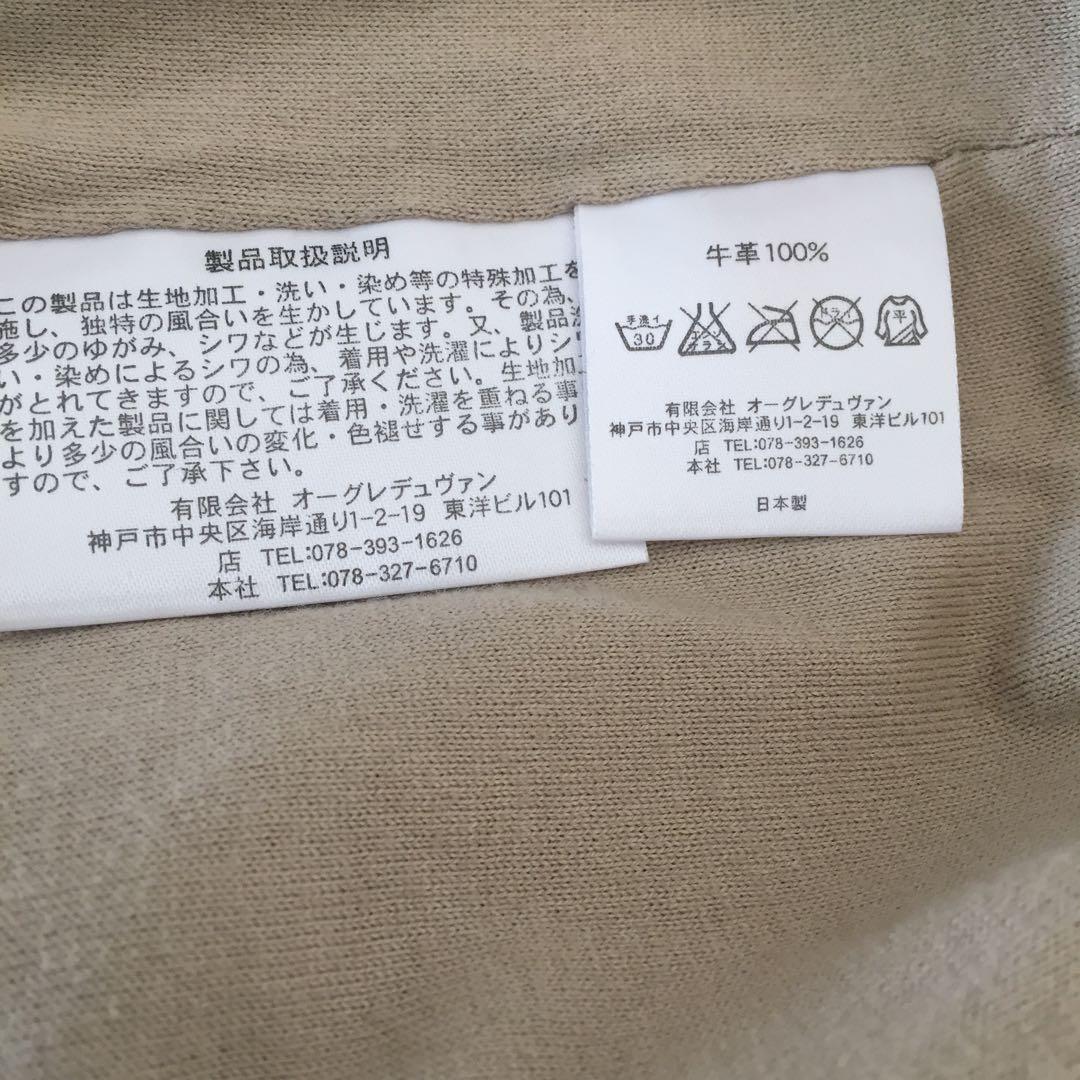 製品取扱説明
この製品は生地加工・洗い・染め等の特殊加工を
施し、独特の風合いを生かしています。その為、
多少のゆがみ、シワなどが生じます。又、製品洗
い・染めによるシワの為、着用や洗濯によりシワ
がとれてきますので、ご了承ください。生地加工
を加えた製品に関しては着用・洗濯を重ねる事
より多少の風合いの変化・色褪せする事があり
すので、ご了承下さい。
有限会社 オーグレデュヴァン
神戸市中央区海岸通り1-2-19 東洋ビル101
店 TEL:078-393-1626
本社 TEL:078-327-6710
牛革100%
手洗イ 30 エンソサラシ ドライ 平
有限会社 オーグレデュヴァン
神戸市中央区海岸通り1-2-19 東洋ビル101
店 TEL:078-393-1626
本社 TEL:078-327-6710
日本製